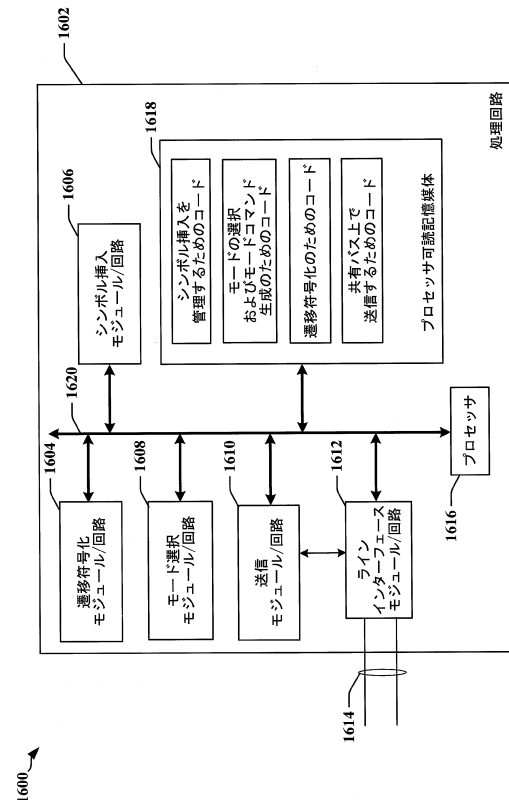 1600
1602
1604
遷移符号化
モジュール/回路
1608
モード選択
モジュール/回路
1610
送信
モジュール/回路
1612
ライン
インターフェース
モジュール/回路
1614
1620
1606
シンボル挿入
モジュール/回路
1618
シンボル挿入を
管理するためのコード
モードの選択
およびモードコマンド
生成のためのコード
遷移符号化のためのコード
共有バス上で
送信するためのコード
プロセッサ可読記憶媒体
1616
プロセッサ
処理回路